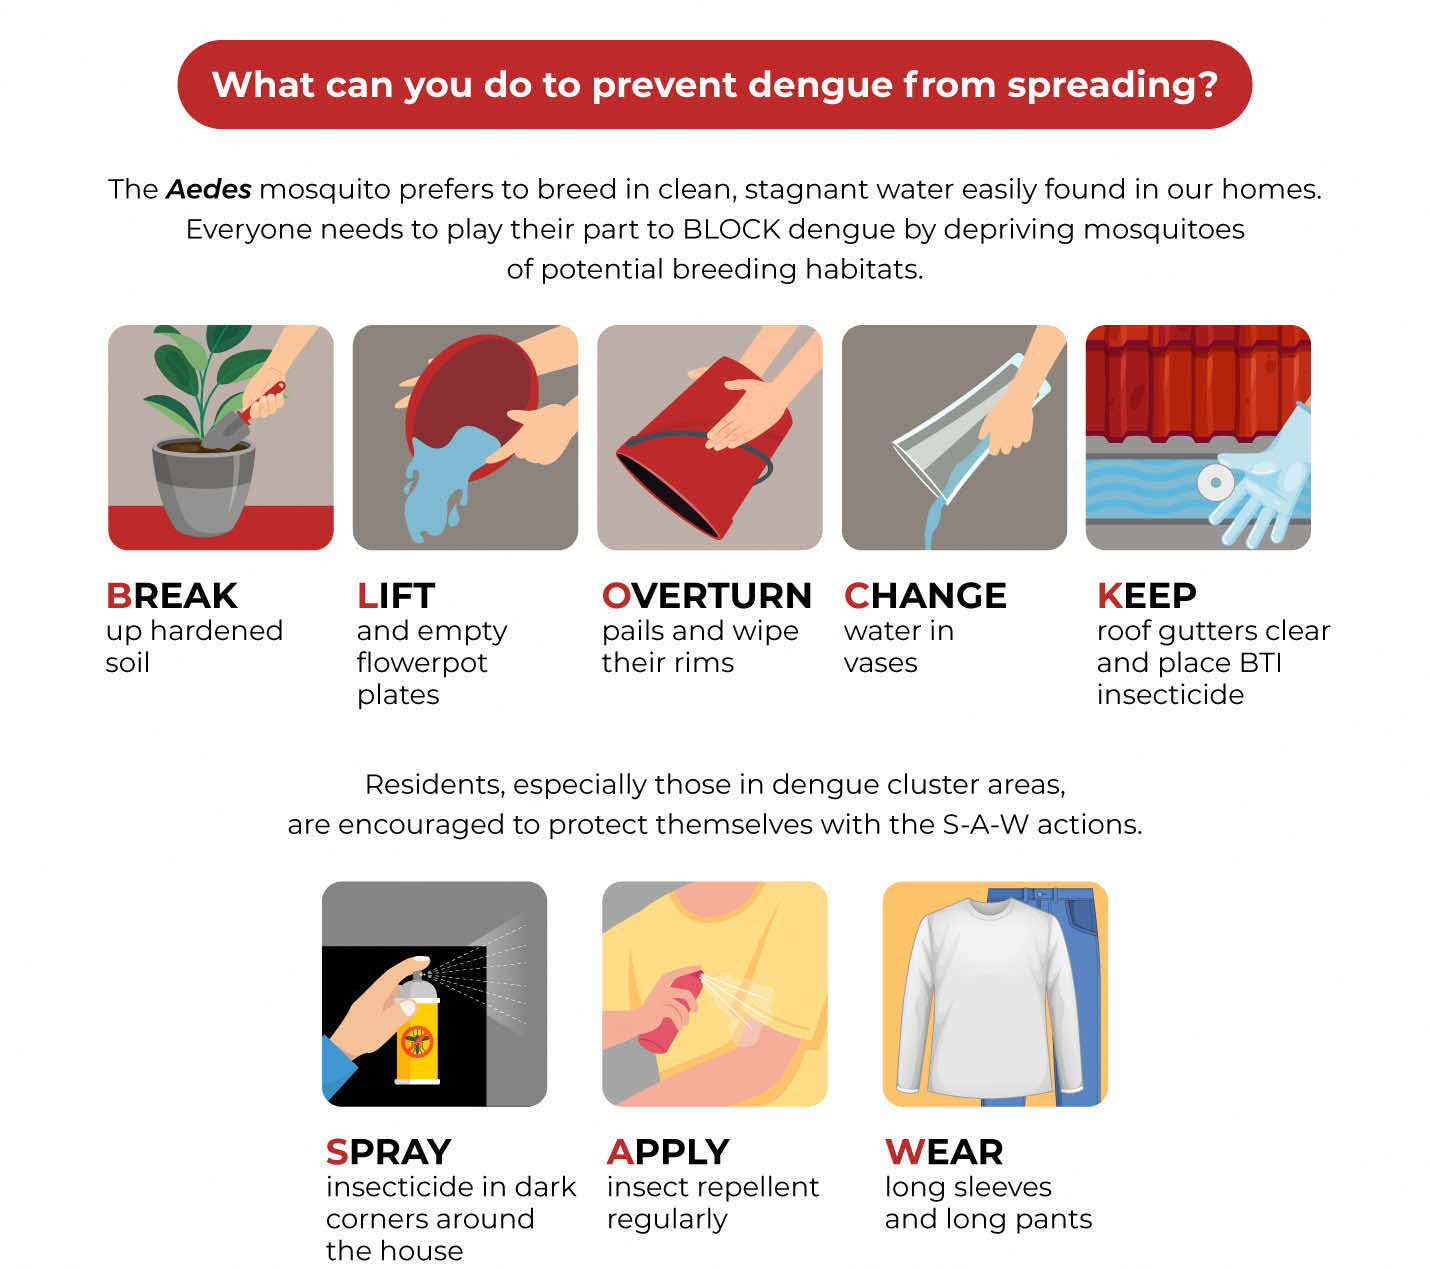 What can you do to prevent dengue from spreading?
The Aedes mosquito prefers to breed in clean, stagnant water easily found in our homes.
Everyone needs to play their part to BLOCK dengue by depriving mosquitoes
of potential breeding habitats.
BREAK
up hardened
soil
LIFT
and empty
flowerpot
plates
OVERTURN
pails and wipe
their rims
CHANGE
water in
vases
KEEP
roof gutters clear
and place BTI
insecticide
Residents, especially those in dengue cluster areas,
are encouraged to protect themselves with the S-A-W actions.
SPRAY
insecticide in dark
corners around
the house
APPLY
insect repellent
regularly
WEAR
long sleeves
and long pants